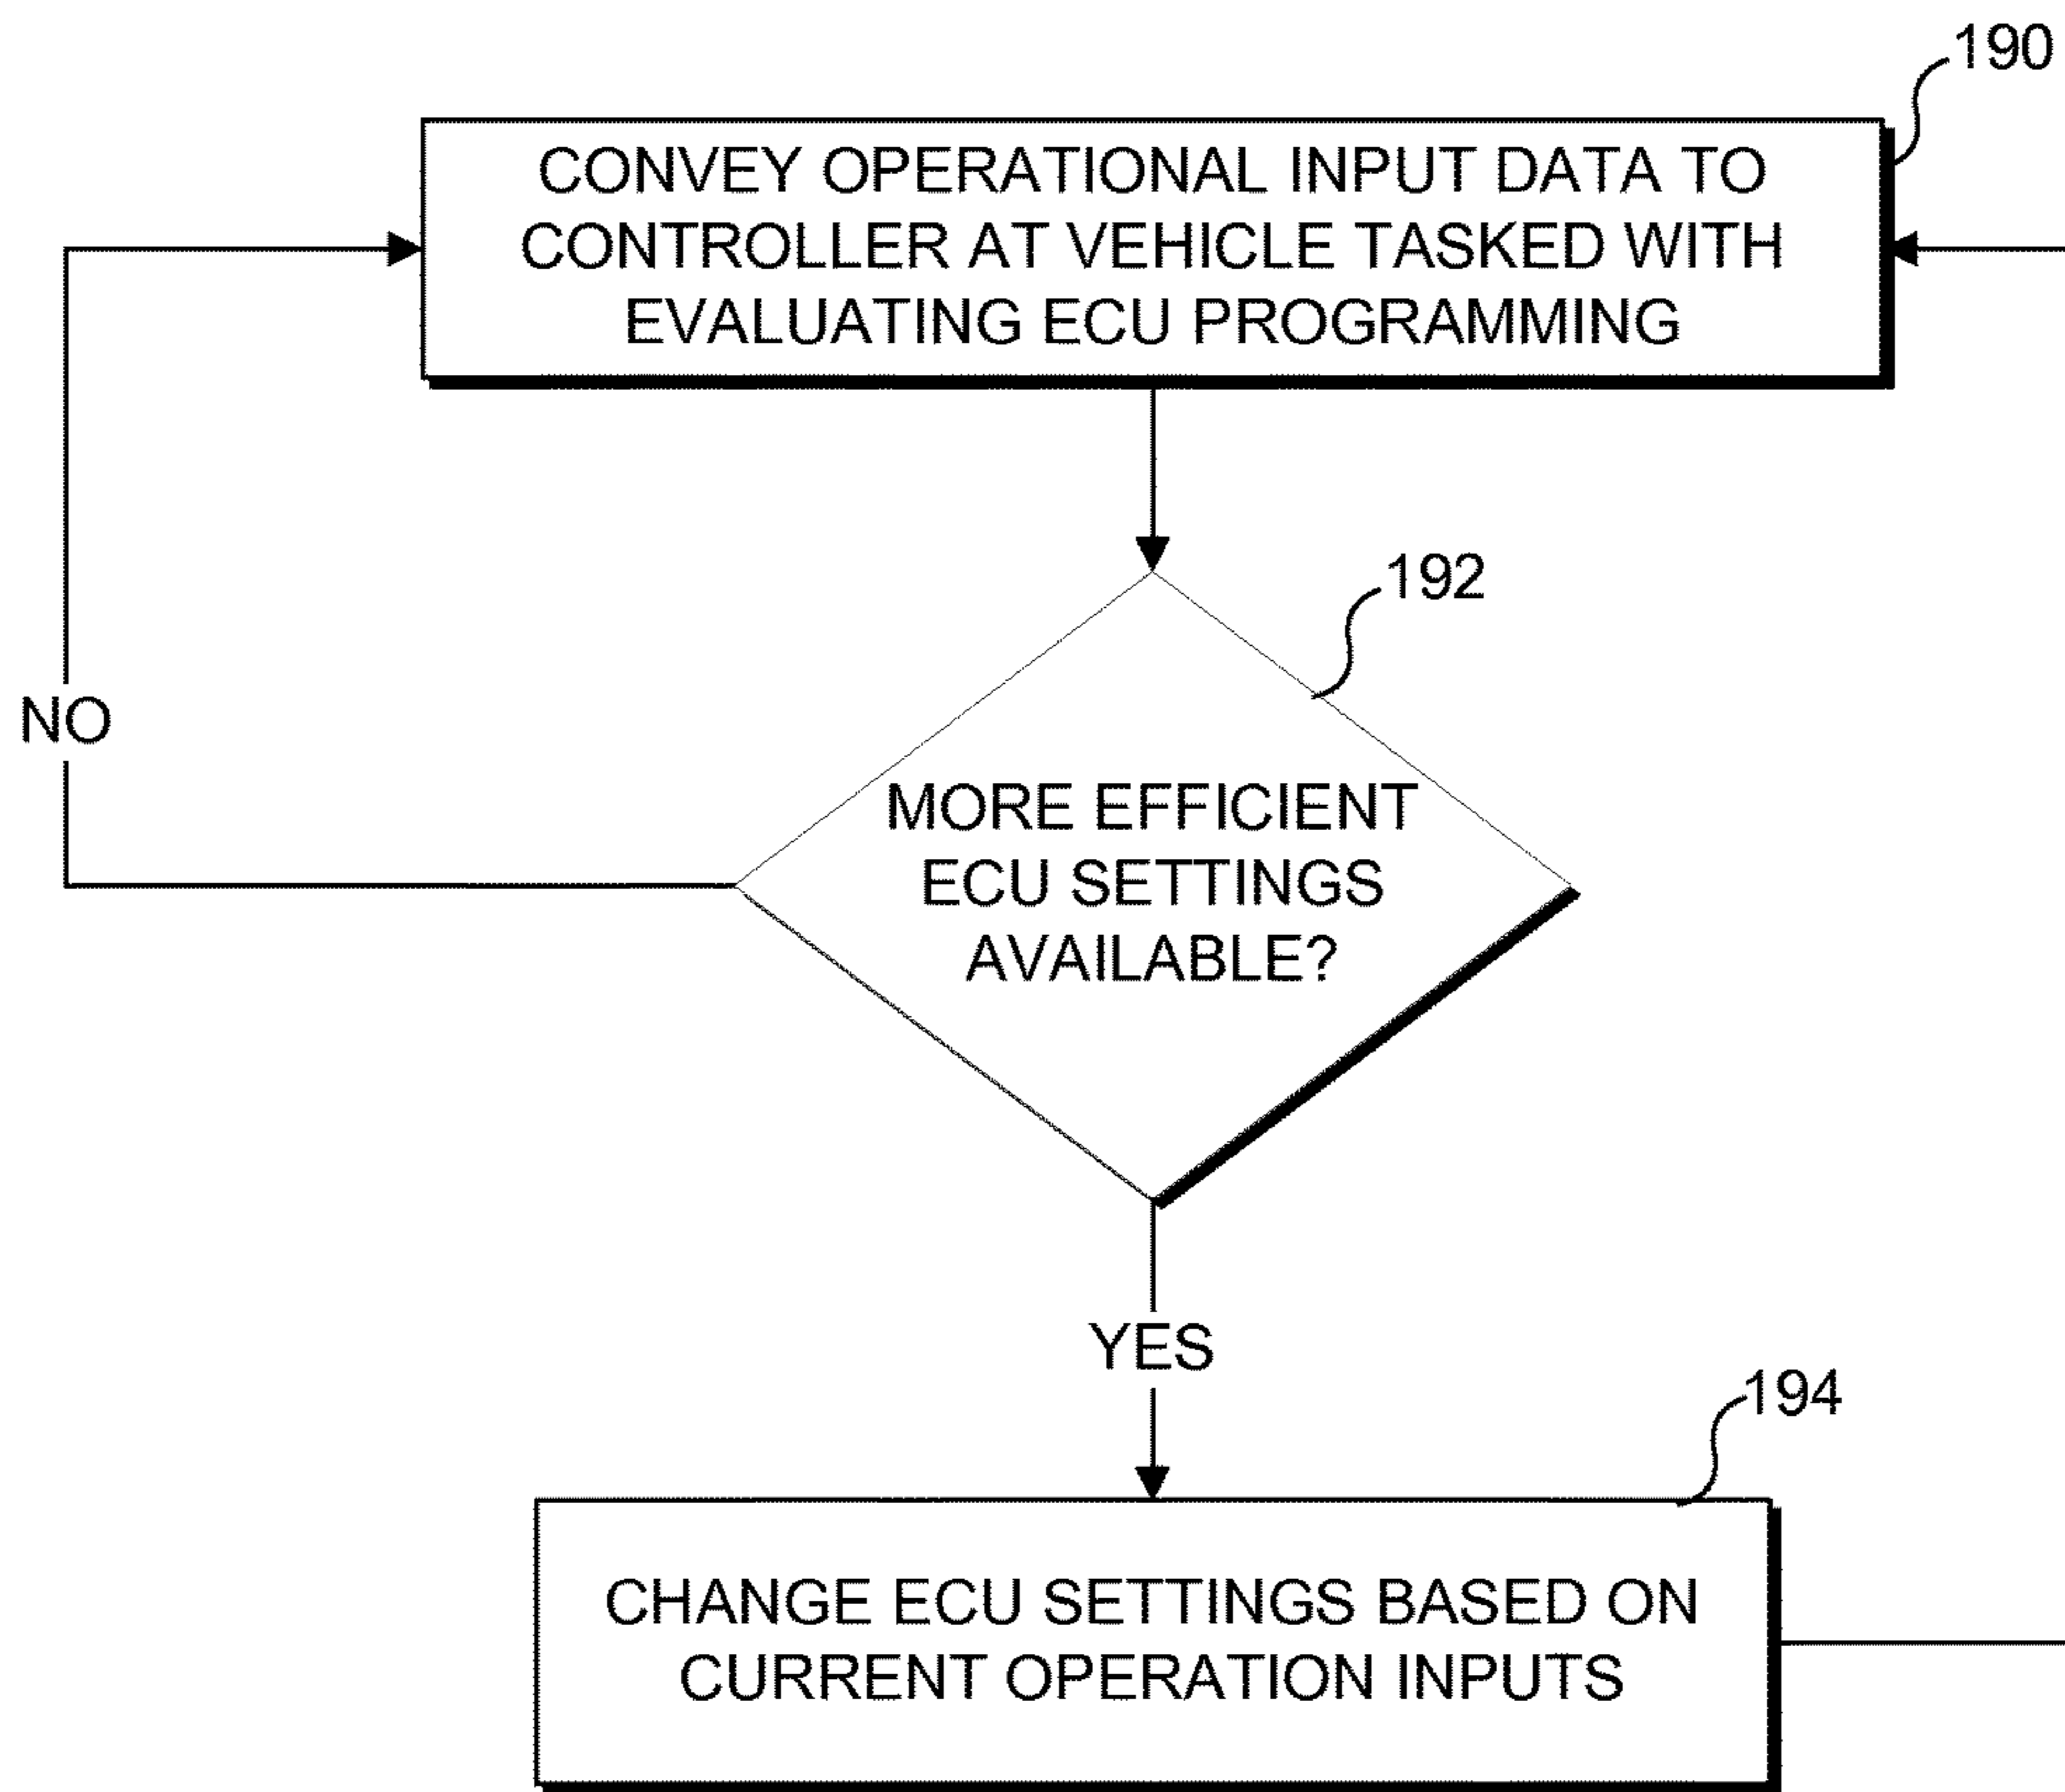 190
CONVEY OPERATIONAL INPUT DATA TO
CONTROLLER AT VEHICLE TASKED WITH
EVALUATING ECU PROGRAMMING
192
NO
MORE EFFICIENT
ECU SETTINGS
AVAILABLE?
YES
194
CHANGE ECU SETTINGS BASED ON
CURRENT OPERATION INPUTS